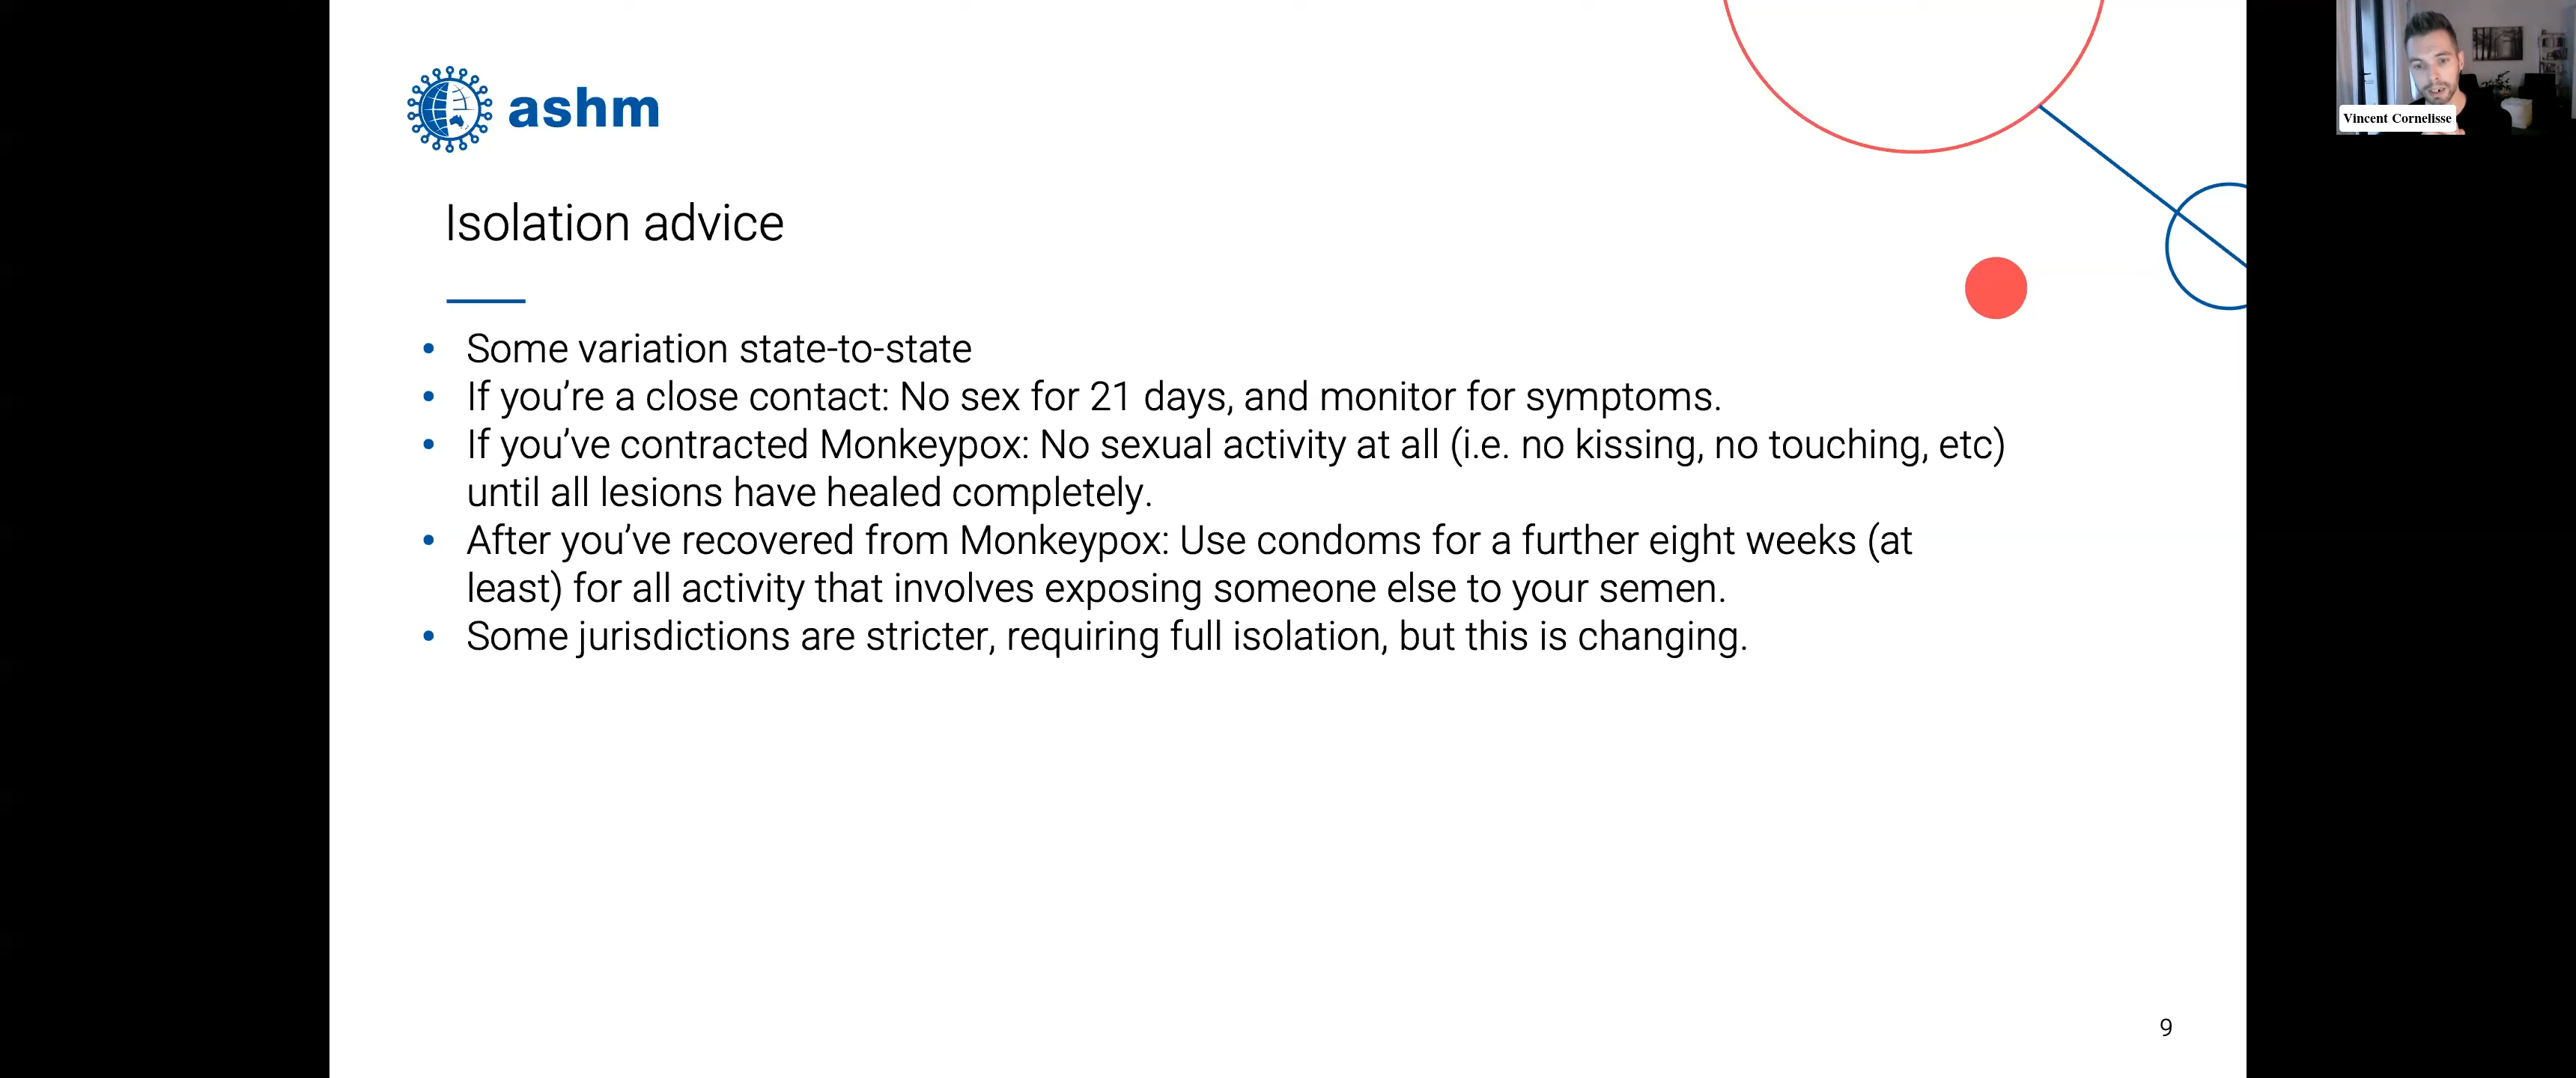 ashm
Vincent Cornelisse
Isolation advice
• Some variation state-to-state
• If you’re a close contact: No sex for 21 days, and monitor for symptoms.
• If you’ve contracted Monkeypox: No sexual activity at all (i.e. no kissing, no touching, etc)
until all lesions have healed completely.
• After you’ve recovered from Monkeypox: Use condoms for a further eight weeks (at
least) for all activity that involves exposing someone else to your semen.
• Some jurisdictions are stricter, requiring full isolation, but this is changing.
9